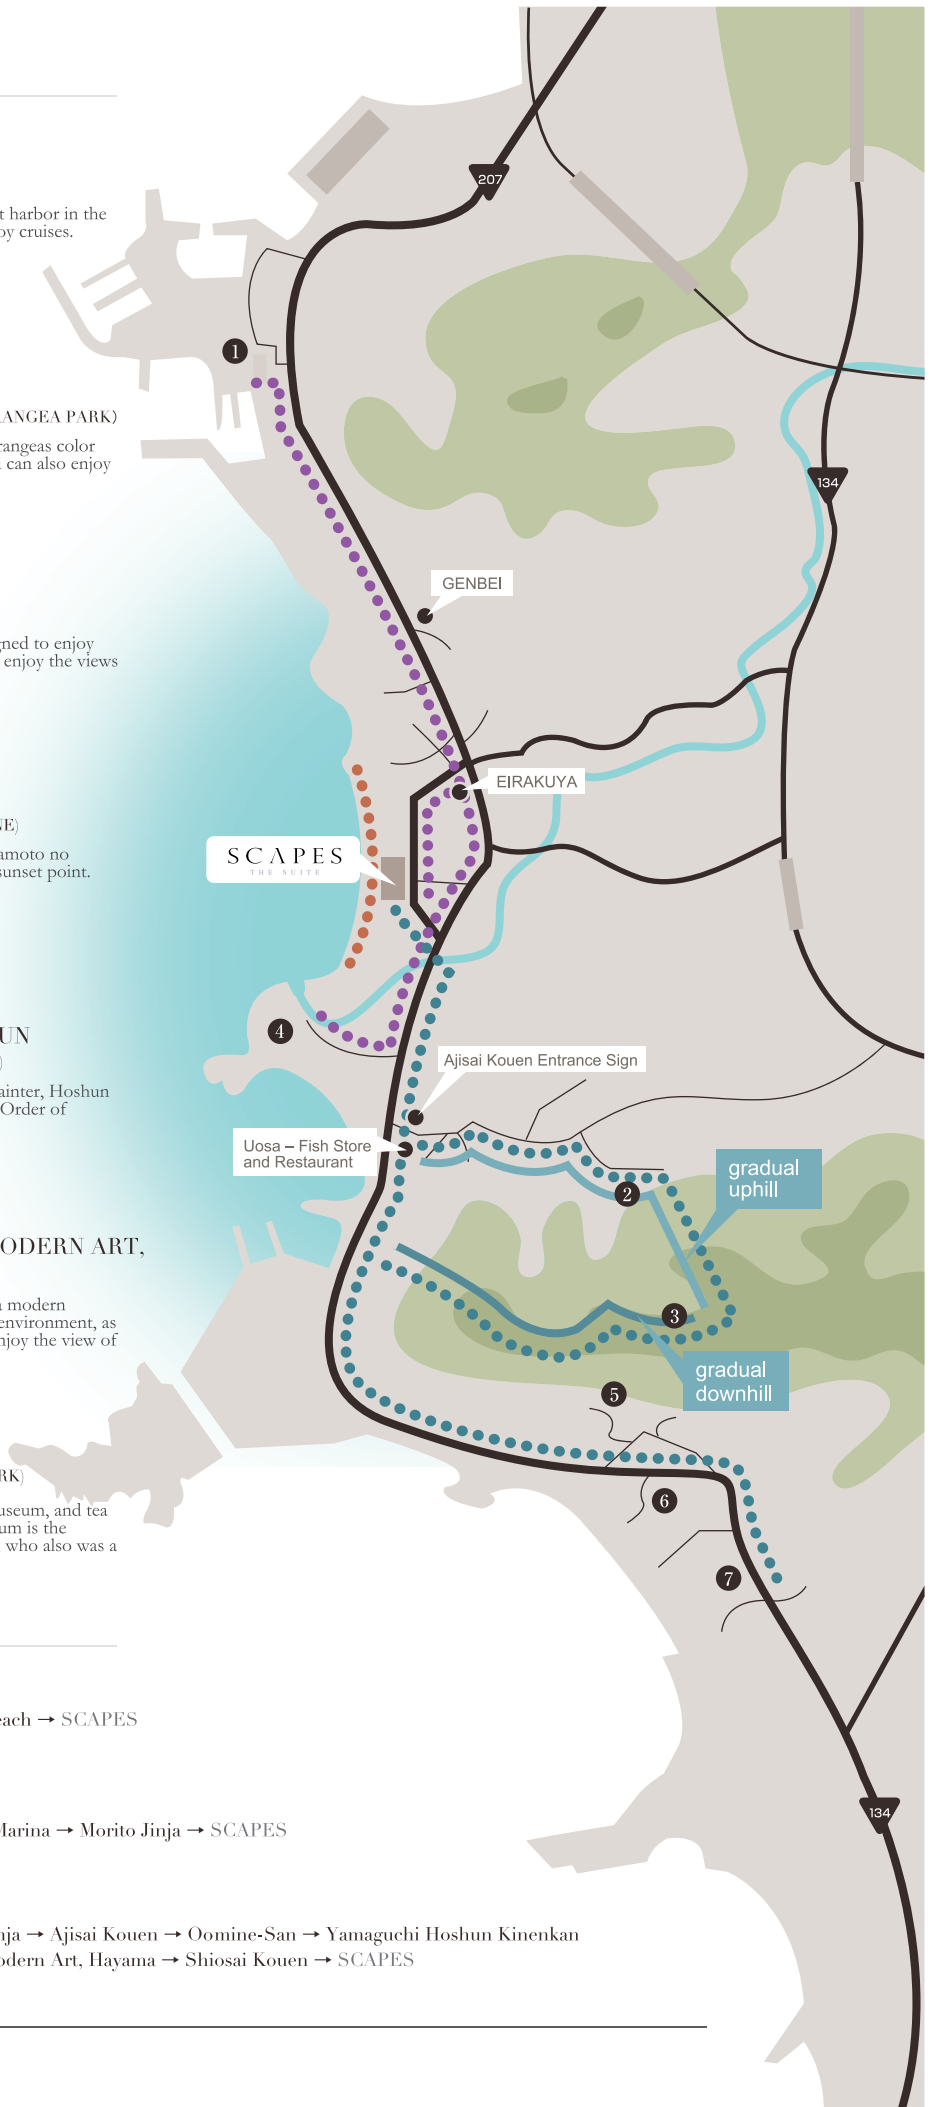 t harbor in the
oy cruises.
ANGEA PARK)
rangeas color
can also enjoy
ned to enjoy
enjoy the views
NE)
amoto no
sunset point.
UN
)
ainter, Hoshun
Order of
ODERN ART,
a modern
environment, as
njoy the view of
RK)
useum, and tea
um is the
who also was a
each → SCAPES
Marina → Morito Jinja → SCAPES
nja → Ajisai Kouen → Oomine-San → Yamaguchi Hoshun Kinenkan
odern Art, Hayama → Shiosai Kouen → SCAPES
207
1
134
GENBEI
EIRAKUYA
SCAPES
THE SUITE
4
Ajisai Kouen Entrance Sign
Uosa – Fish Store
and Restaurant
gradual
uphill
2
3
gradual
downhill
5
6
7
134